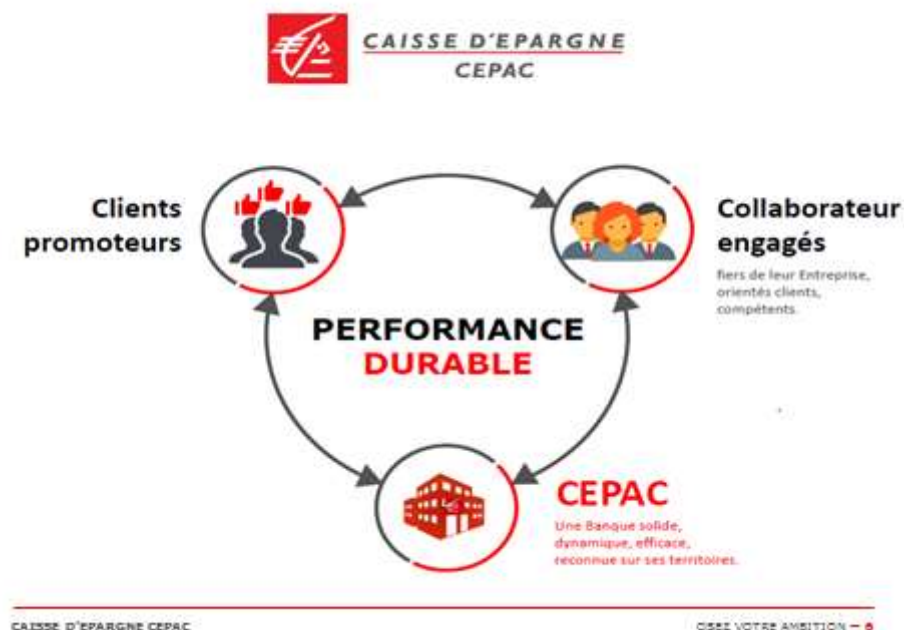 CAISSE D'EPARGNE
CEPAC
Clients
promoteurs
Collaborateur
engagés
fiers de leur Entreprise,
orientés clients,
compétents.
PERFORMANCE
DURABLE
CEPAC
Une Banque solide,
dynamique, efficace,
reconnue sur ses territoires.
CAISSE D'EPARGNE CEPAC
OSEZ VOTRE AMBITION — 6